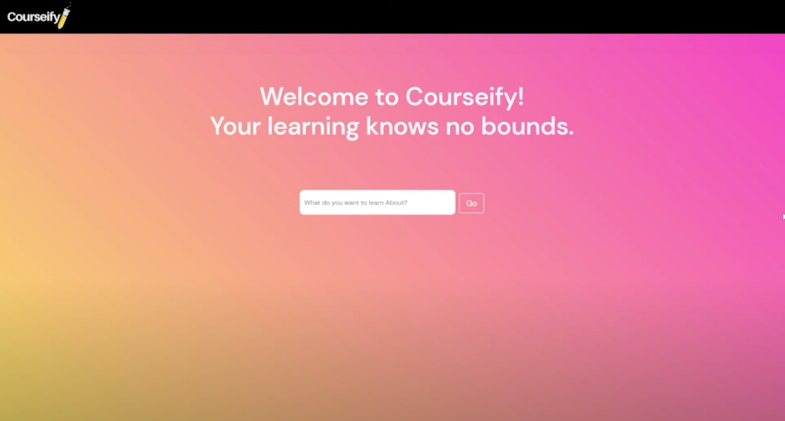 Courseify
Welcome to Courseify!
Your learning knows no bounds.
What do you want to learn About?
Go